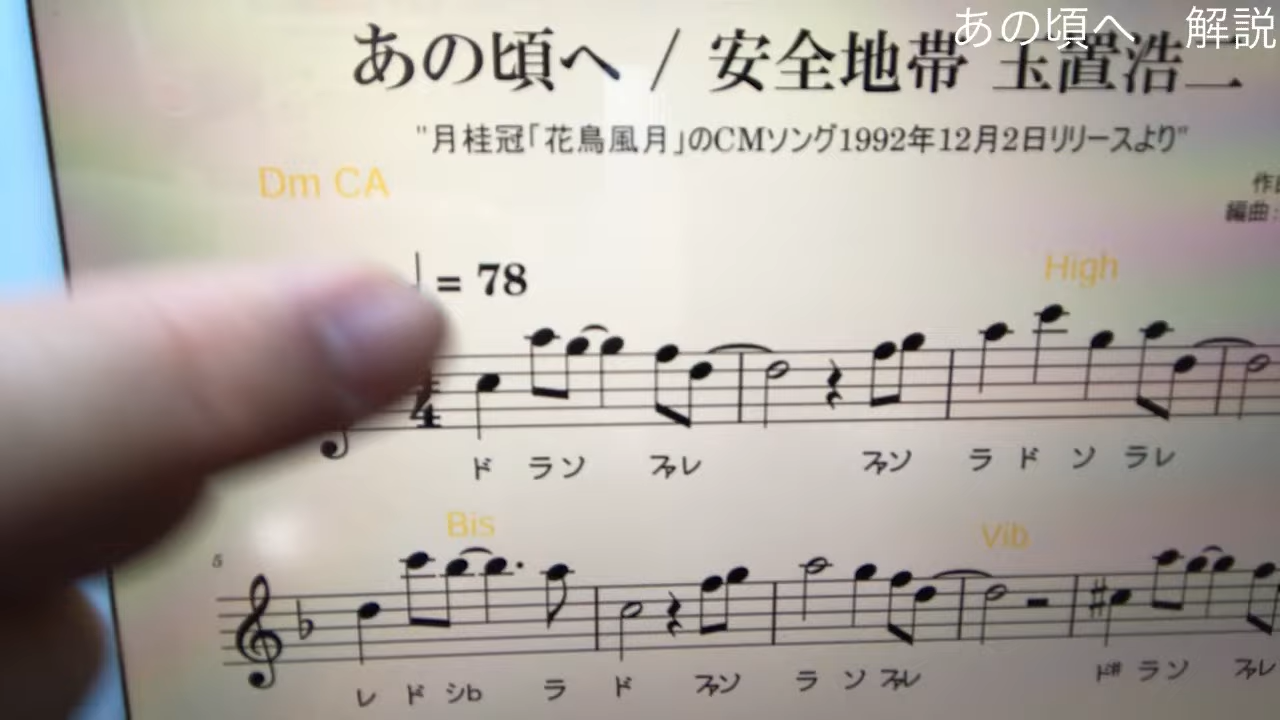 あの頃へ　解説
あの頃へ / 安全地帯 玉置浩二
"月桂冠「花鳥風月」のCMソング1992年12月2日リリースより"
Dm CA
編曲:
= 78
High
4
ド ラソ ファレ ファソ ラ ド ソ ラレ
Bis
Vib
5
レ ド シb ラ ド ファソ ラ ソ ファレ ド# ラソ ファレ